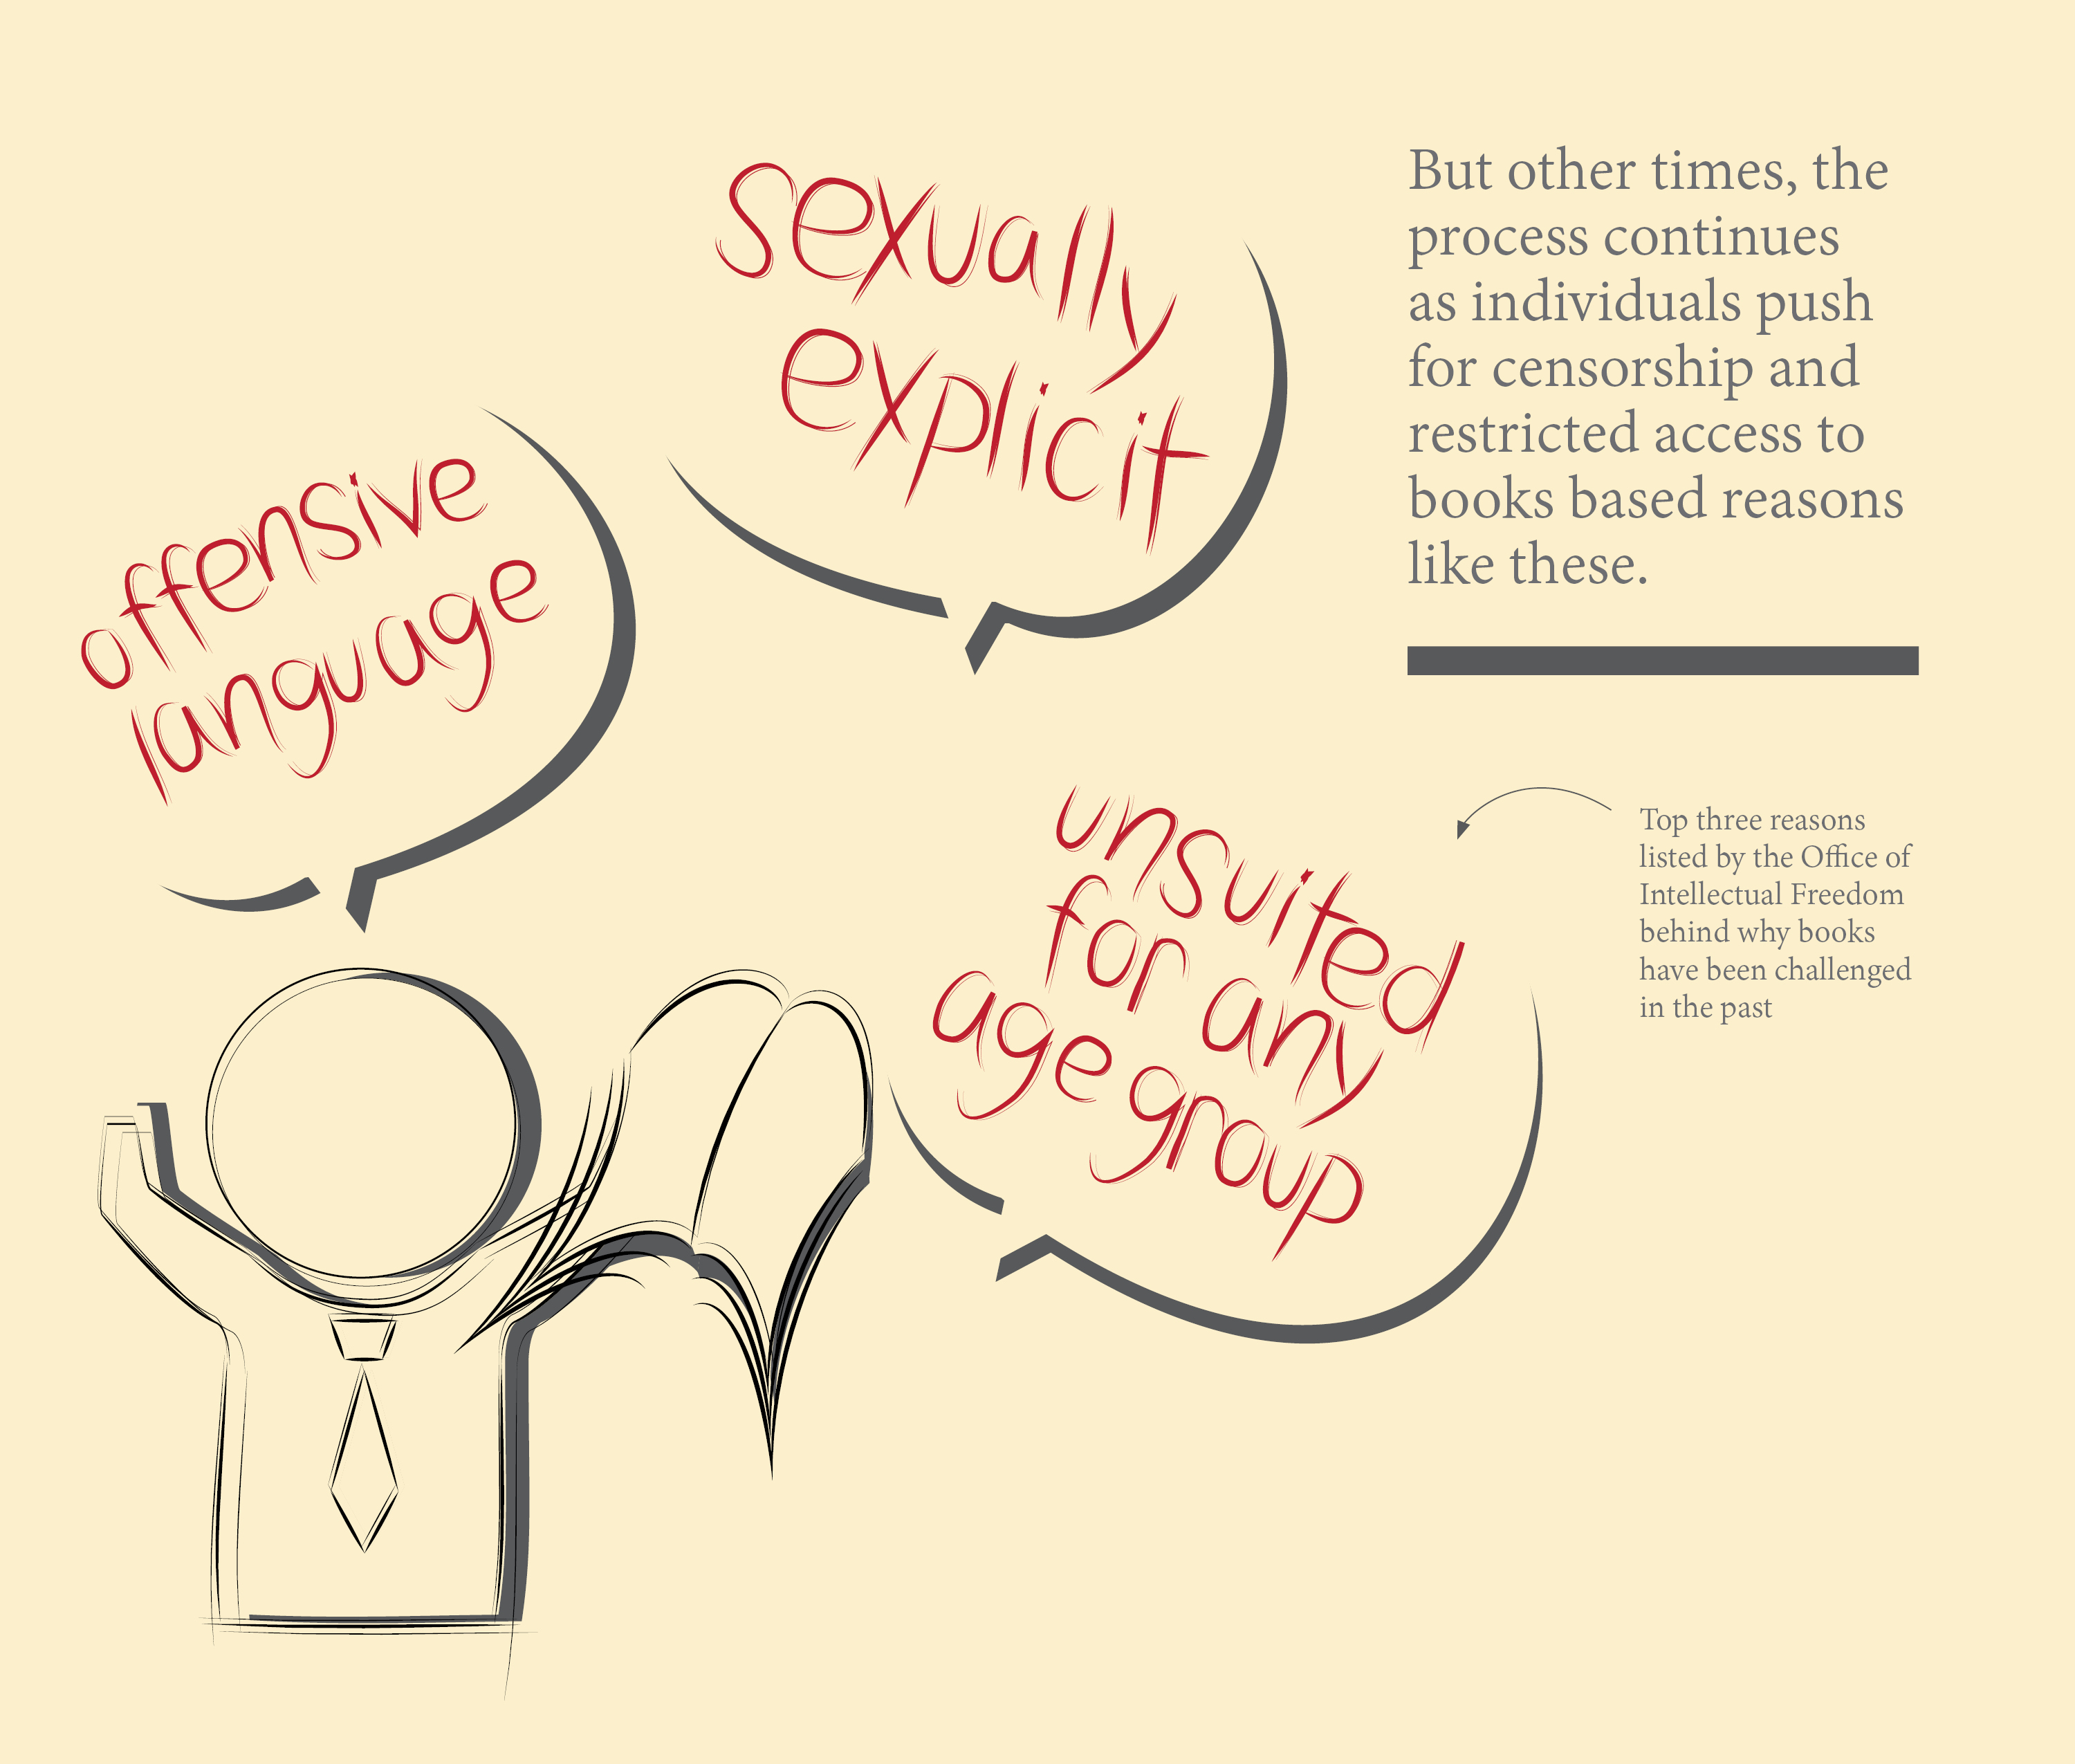 sexually
explicit
offensive
language
unsuited
for any
age group
But other times, the
process continues
as individuals push
for censorship and
restricted access to
books based reasons
like these.
Top three reasons
listed by the Office of
Intellectual Freedom
behind why books
have been challenged
in the past